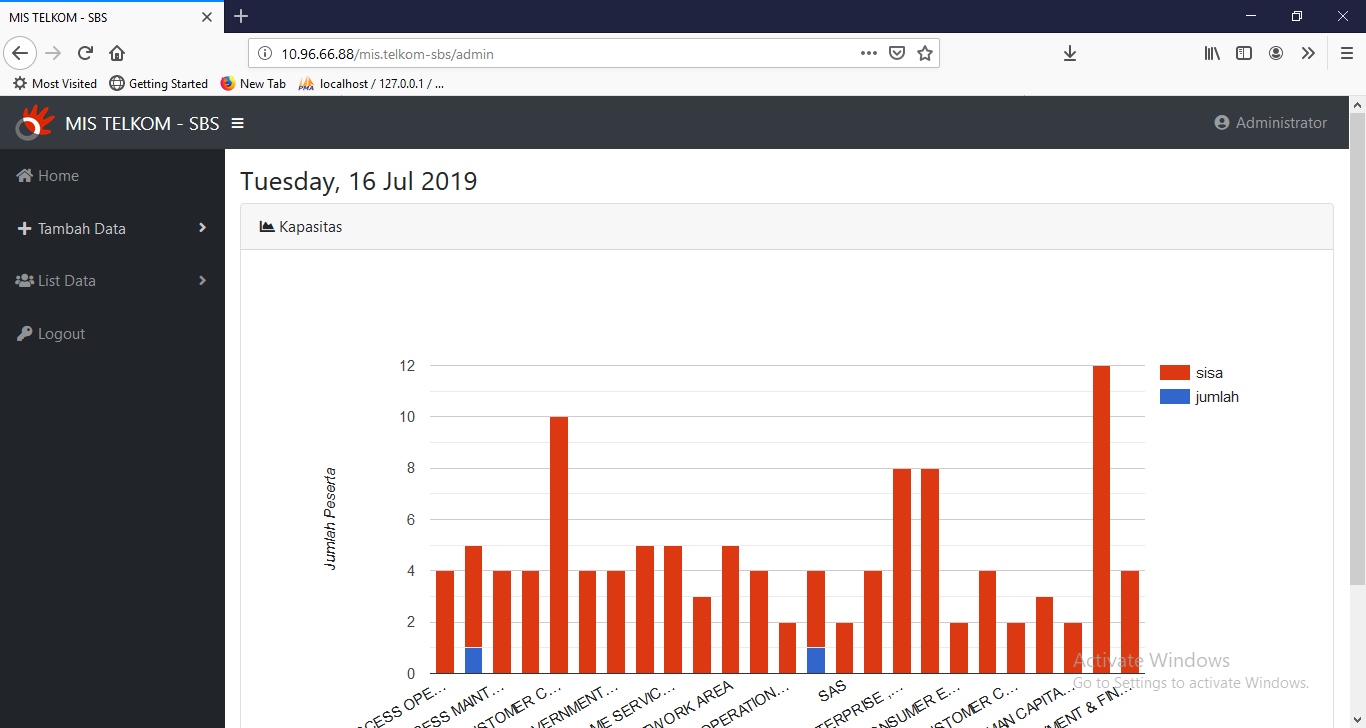 MIS TELKOM - SBS
10.96.66.88/mis.telkom-sbs/admin
Most Visited
Getting Started
New Tab
localhost / 127.0.0.1 / ...
MIS TELKOM - SBS
Administrator
Home
Tambah Data
List Data
Logout
Tuesday, 16 Jul 2019
Kapasitas
Jumlah Peserta
12
10
8
6
4
2
0
sisa
jumlah
CESS OPE…
ESS MAINT…
STOMER C…
VERNMENT…
ME SERVIC…
WORK AREA
OPERATION…
SAS
TERPRISE ,…
NSUMER E…
STOMER C…
MAN CAPITA…
MENT & FIN…
Activate Windows
Go to Settings to activate Windows.